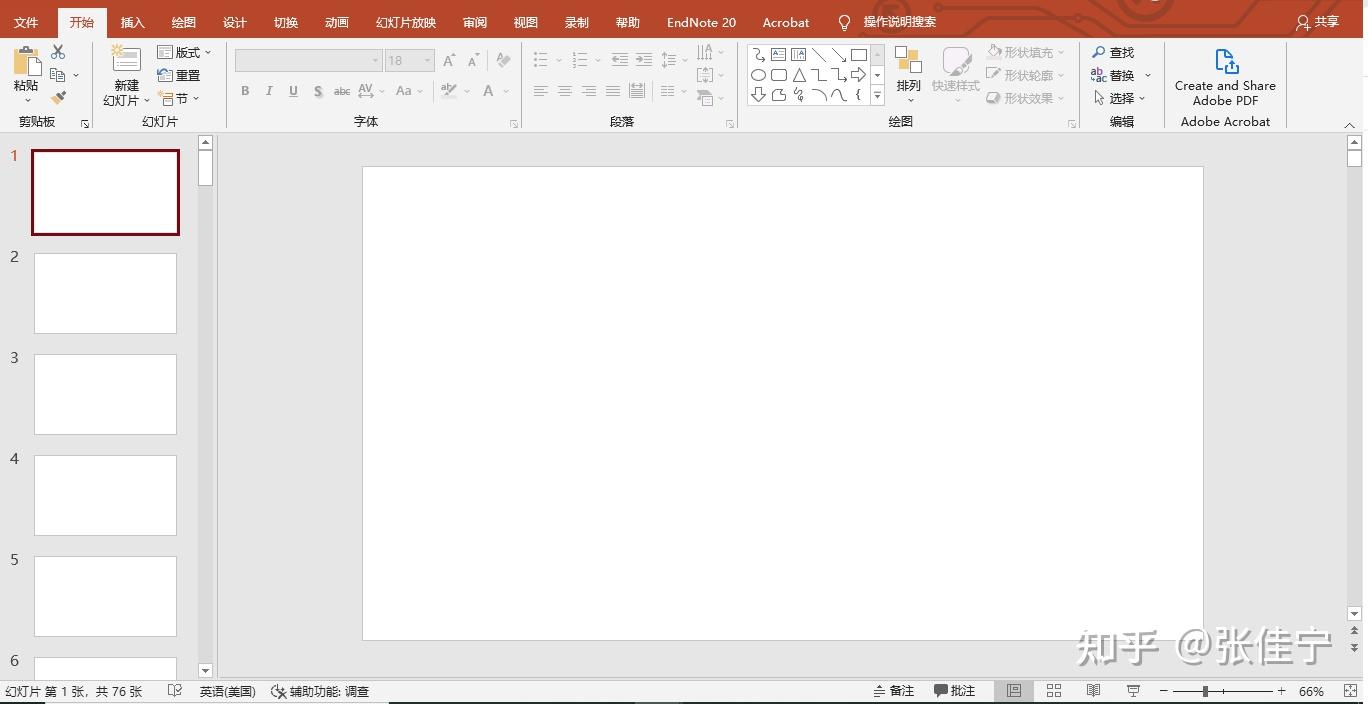 文件 开始 插入 绘图 设计 切换 动画 幻灯片放映 审阅 视图 录制 帮助 EndNote 20 Acrobat 操作说明搜索 共享
粘贴 新建 幻灯片 版式 重置 节
18
B I U S abc AV Aa A
排列 快速样式 形状填充 形状轮廓 形状效果
查找 替换 选择
Create and Share
Adobe PDF
剪贴板 幻灯片 字体 段落 绘图 编辑 Adobe Acrobat
1
2
3
4
5
6
知乎 @张佳宁
幻灯片 第 1 张，共 76 张 英语(美国) 辅助功能: 调查 备注 批注 66%